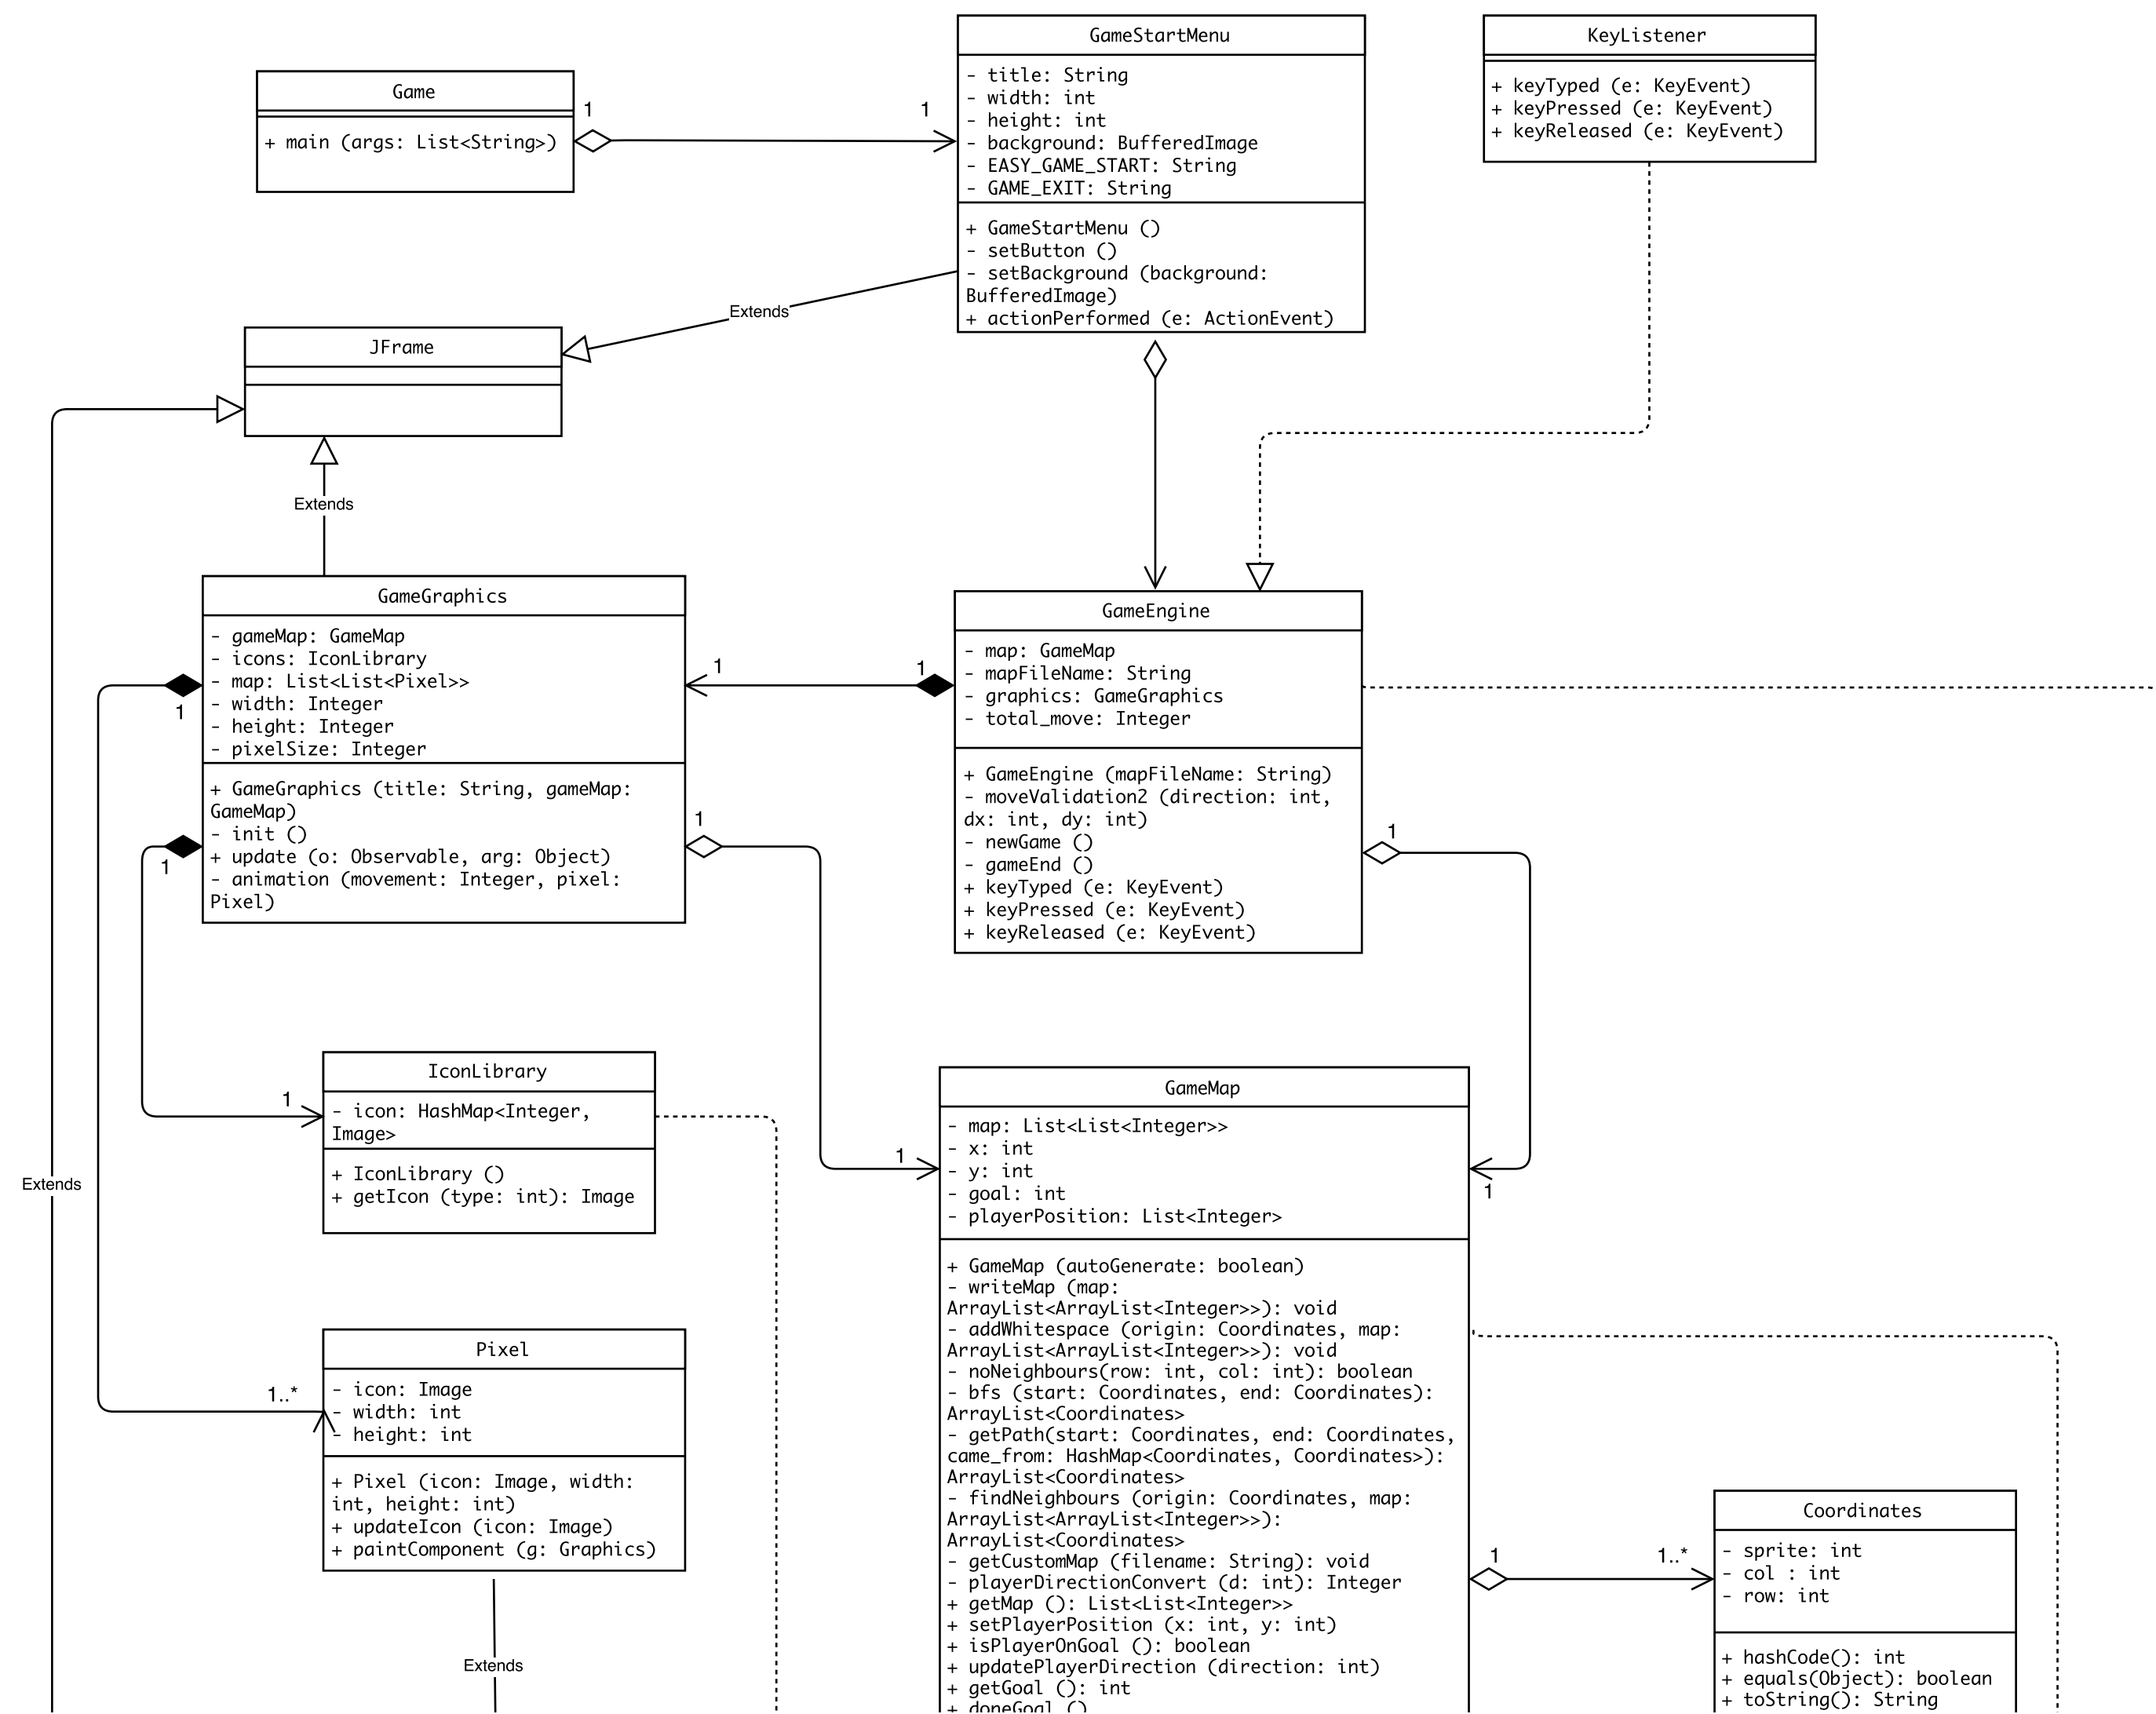 Game
+ main (args: List<String>)
1
1
GameStartMenu
- title: String
- width: int
- height: int
- background: BufferedImage
- EASY_GAME_START: String
- GAME_EXIT: String
+ GameStartMenu ()
- setButton ()
- setBackground (background:
BufferedImage)
+ actionPerformed (e: ActionEvent)
KeyListener
+ keyTyped (e: KeyEvent)
+ keyPressed (e: KeyEvent)
+ keyReleased (e: KeyEvent)
Extends
JFrame
Extends
GameGraphics
- gameMap: GameMap
- icons: IconLibrary
- map: List<List<Pixel>>
- width: Integer
- height: Integer
- pixelSize: Integer
+ GameGraphics (title: String, gameMap:
GameMap)
- init ()
+ update (o: Observable, arg: Object)
- animation (movement: Integer, pixel:
Pixel)
1
1
1
1
1
GameEngine
- map: GameMap
- mapFileName: String
- graphics: GameGraphics
- total_move: Integer
+ GameEngine (mapFileName: String)
- moveValidation2 (direction: int,
dx: int, dy: int)
- newGame ()
- gameEnd ()
+ keyTyped (e: KeyEvent)
+ keyPressed (e: KeyEvent)
+ keyReleased (e: KeyEvent)
1
1
IconLibrary
- icon: HashMap<Integer,
Image>
+ IconLibrary ()
+ getIcon (type: int): Image
Extends
1
1
GameMap
- map: List<List<Integer>>
- x: int
- y: int
- goal: int
- playerPosition: List<Integer>
+ GameMap (autoGenerate: boolean)
- writeMap (map:
ArrayList<ArrayList<Integer>>): void
- addWhitespace (origin: Coordinates, map:
ArrayList<ArrayList<Integer>>): void
- noNeighbours(row: int, col: int): boolean
- bfs (start: Coordinates, end: Coordinates):
ArrayList<Coordinates>
- getPath(start: Coordinates, end: Coordinates,
came_from: HashMap<Coordinates, Coordinates>):
ArrayList<Coordinates>
- findNeighbours (origin: Coordinates, map:
ArrayList<ArrayList<Integer>>):
ArrayList<Coordinates>
- getCustomMap (filename: String): void
- playerDirectionConvert (d: int): Integer
+ getMap (): List<List<Integer>>
+ setPlayerPosition (x: int, y: int)
+ isPlayerOnGoal (): boolean
+ updatePlayerDirection (direction: int)
+ getGoal (): int
+ doneGoal ()
1..*
Pixel
- icon: Image
- width: int
- height: int
+ Pixel (icon: Image, width:
int, height: int)
+ updateIcon (icon: Image)
+ paintComponent (g: Graphics)
Extends
1
1..*
Coordinates
- sprite: int
- col : int
- row: int
+ hashCode(): int
+ equals(Object): boolean
+ toString(): String